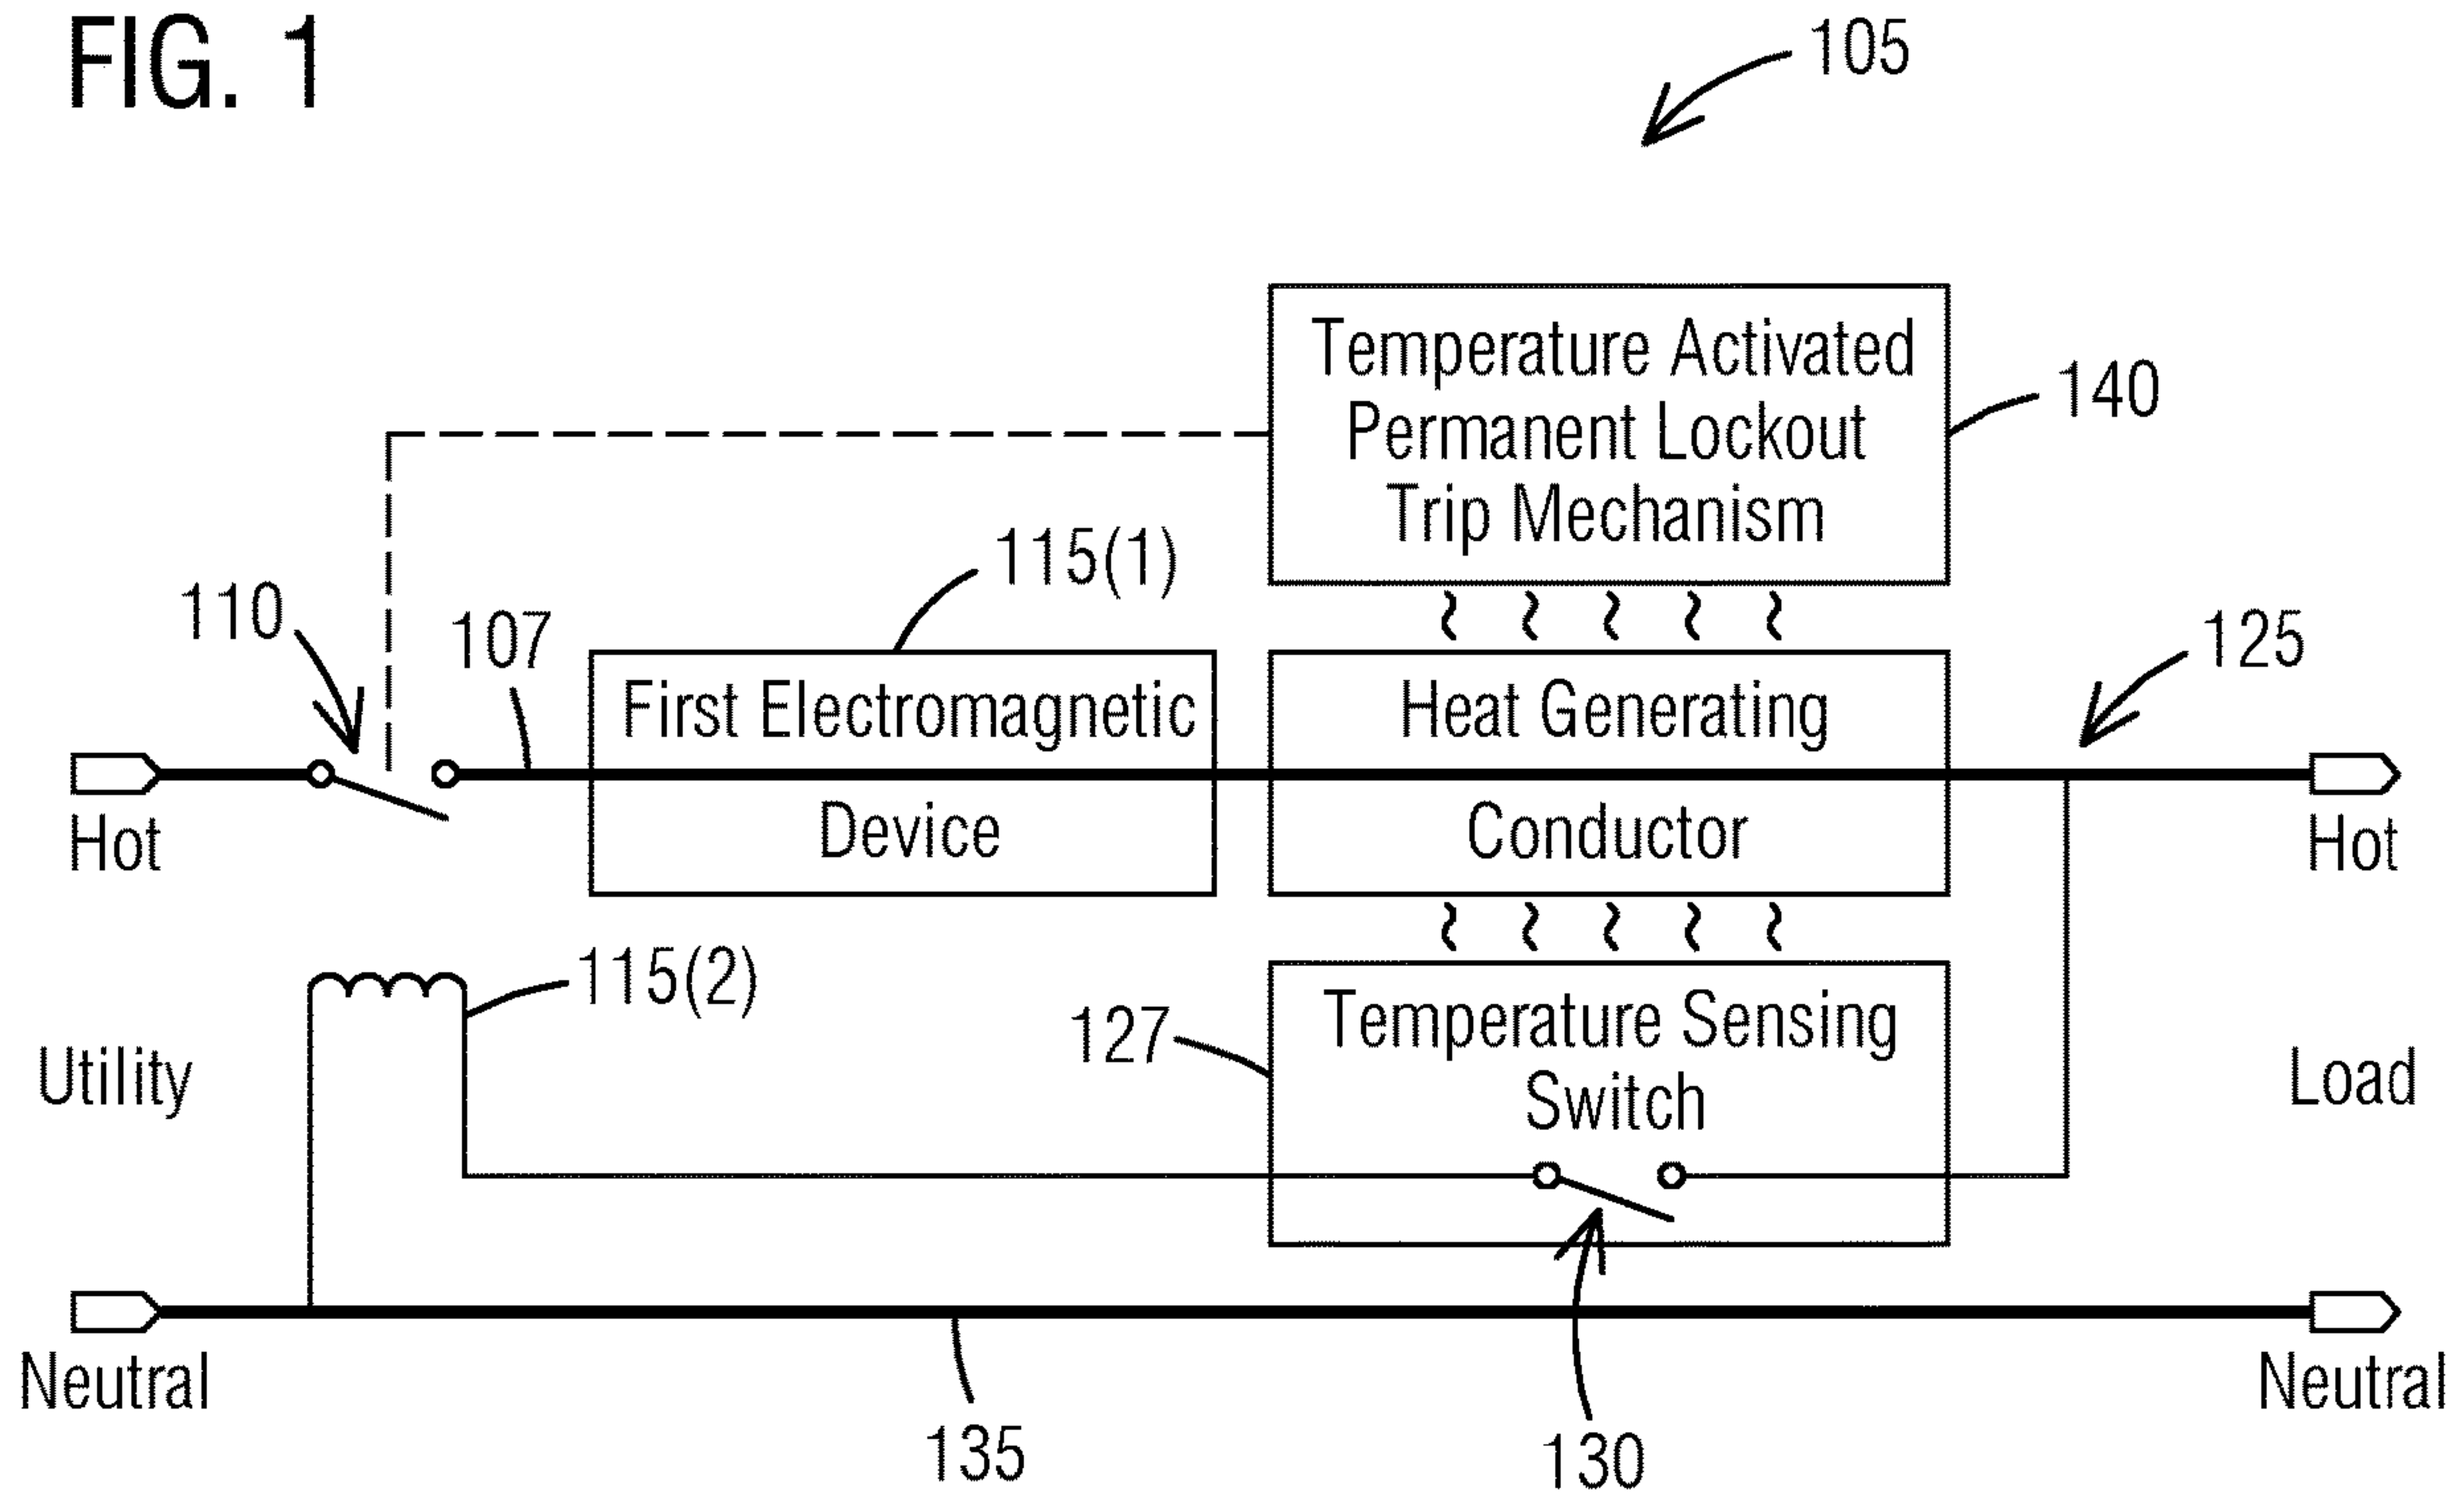 FIG. 1
105
Temperature Activated
Permanent Lockout
Trip Mechanism
140
115(1)
110
107
125
First Electromagnetic
Device
Heat Generating
Conductor
Hot
Hot
115(2)
127
Temperature Sensing
Switch
Utility
Load
Neutral
Neutral
135
130